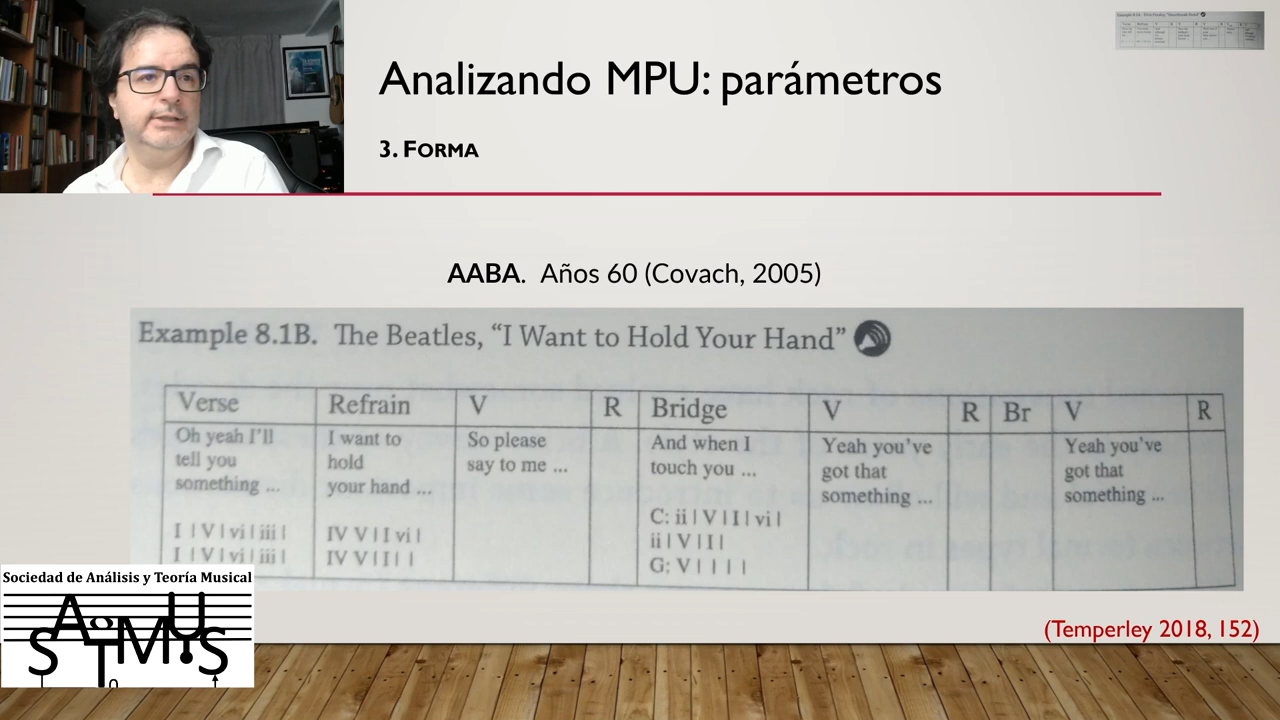 Analizando MPU: parámetros
3. FORMA
AABA. Años 60 (Covach, 2005)
Example 8.1B. The Beatles, “I Want to Hold Your Hand”
Verse Refrain V R Bridge V R Br V R
Oh yeah I’ll I want to So please And when I Yeah you’ve Yeah you’ve
tell you hold say to me ... touch you ... got that got that
something ... your hand ... something ... something ...
C: ii | V | I | vi |
I | V | vi | iii | IV V | I vi | ii | V | I |
I | V | vi | iii | IV V | I | | G: V | | | |
(Temperley 2018, 152)
Sociedad de Análisis y Teoría Musical
SATMUS